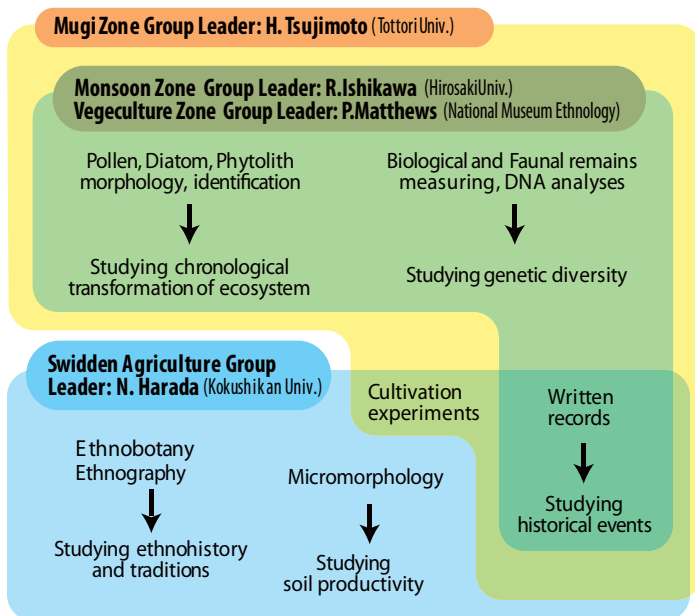 Mugi Zone Group Leader: H. Tsujimoto (Tottori Univ.)
Monsoon Zone Group Leader: R.Ishikawa (Hirosaki Univ.)
Vegeculture Zone Group Leader: P.Matthews (National Museum Ethnology)
Pollen, Diatom, Phytolith
morphology, identification
Studying chronological
transformation of ecosystem
Biological and Faunal remains
measuring, DNA analyses
Studying genetic diversity
Swidden Agriculture Group
Leader: N. Harada (Kokushikan Univ.)
Cultivation
experiments
Written
records
Studying
historical events
Ethnobotany
Ethnography
Studying ethnohistory
and traditions
Micromorphology
Studying
soil productivity